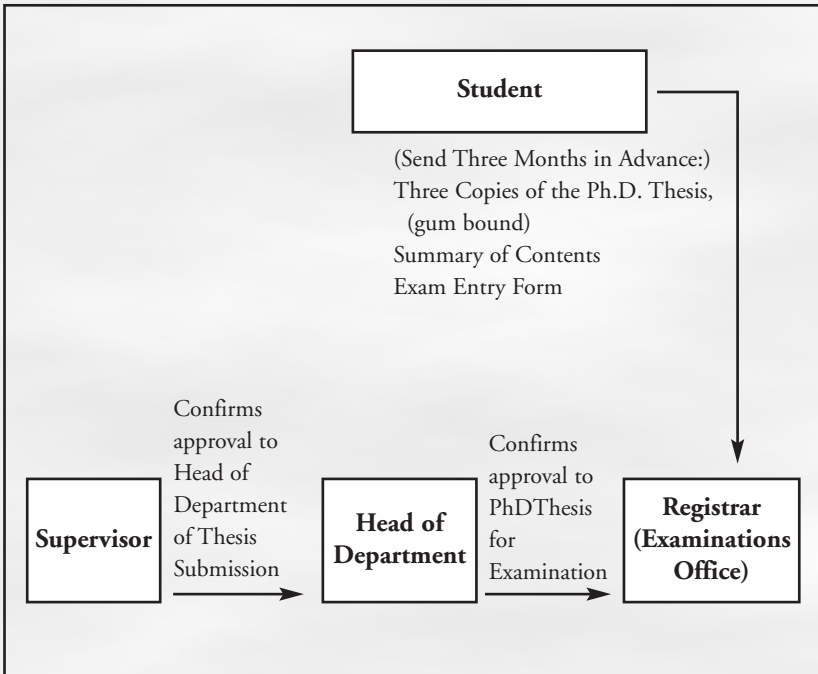 Student
(Send Three Months in Advance:)
Three Copies of the Ph.D. Thesis,
(gum bound)
Summary of Contents
Exam Entry Form
Supervisor
Confirms
approval to
Head of
Department
of Thesis
Submission
Head of
Department
Confirms
approval to
PhDThesis
for
Examination
Registrar
(Examinations
Office)